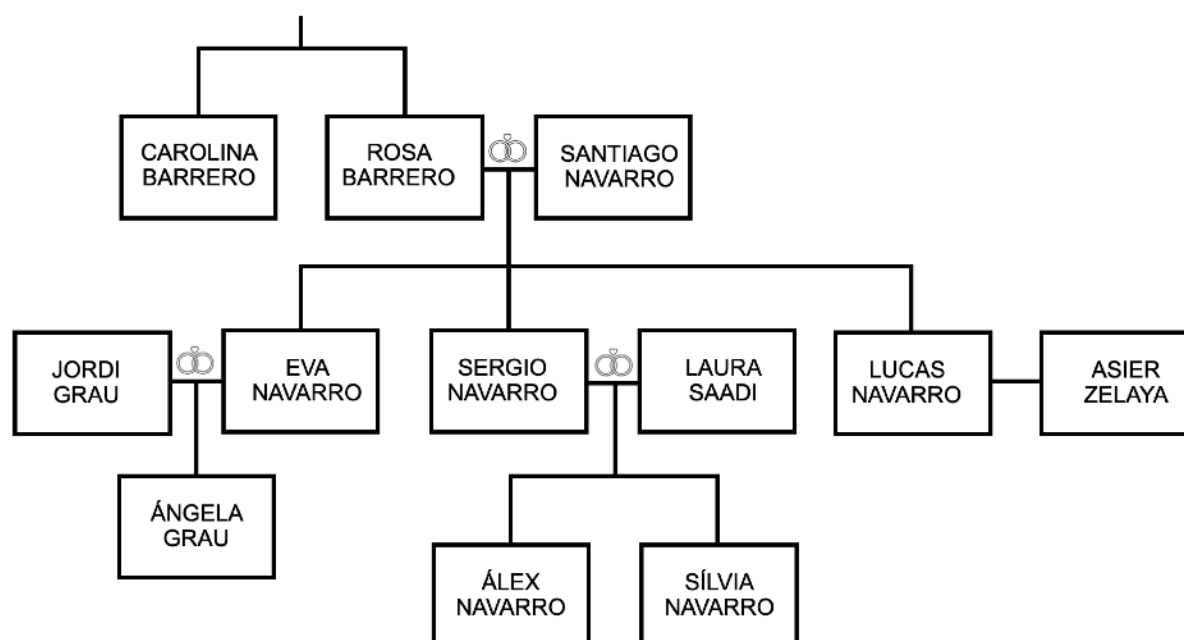 CAROLINA
BARRERO
ROSA
BARRERO
SANTIAGO
NAVARRO
JORDI
GRAU
EVA
NAVARRO
SERGIO
NAVARRO
LAURA
SAADI
LUCAS
NAVARRO
ASIER
ZELAYA
ÁNGELA
GRAU
ÁLEX
NAVARRO
SÍLVIA
NAVARRO